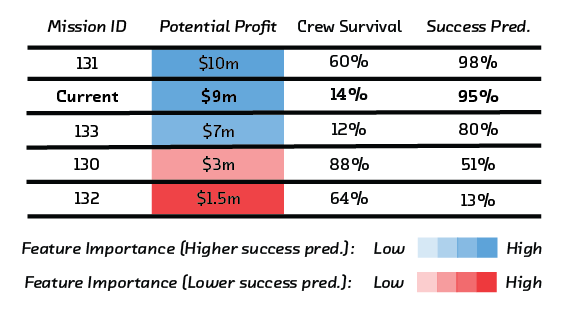 Mission ID Potential Profit Crew Survival Success Pred.
131 $10m 60% 98%
Current $9m 14% 95%
133 $7m 12% 80%
130 $3m 88% 51%
132 $1.5m 64% 13%
Feature Importance (Higher success pred.): Low High
Feature Importance (Lower success pred.): Low High